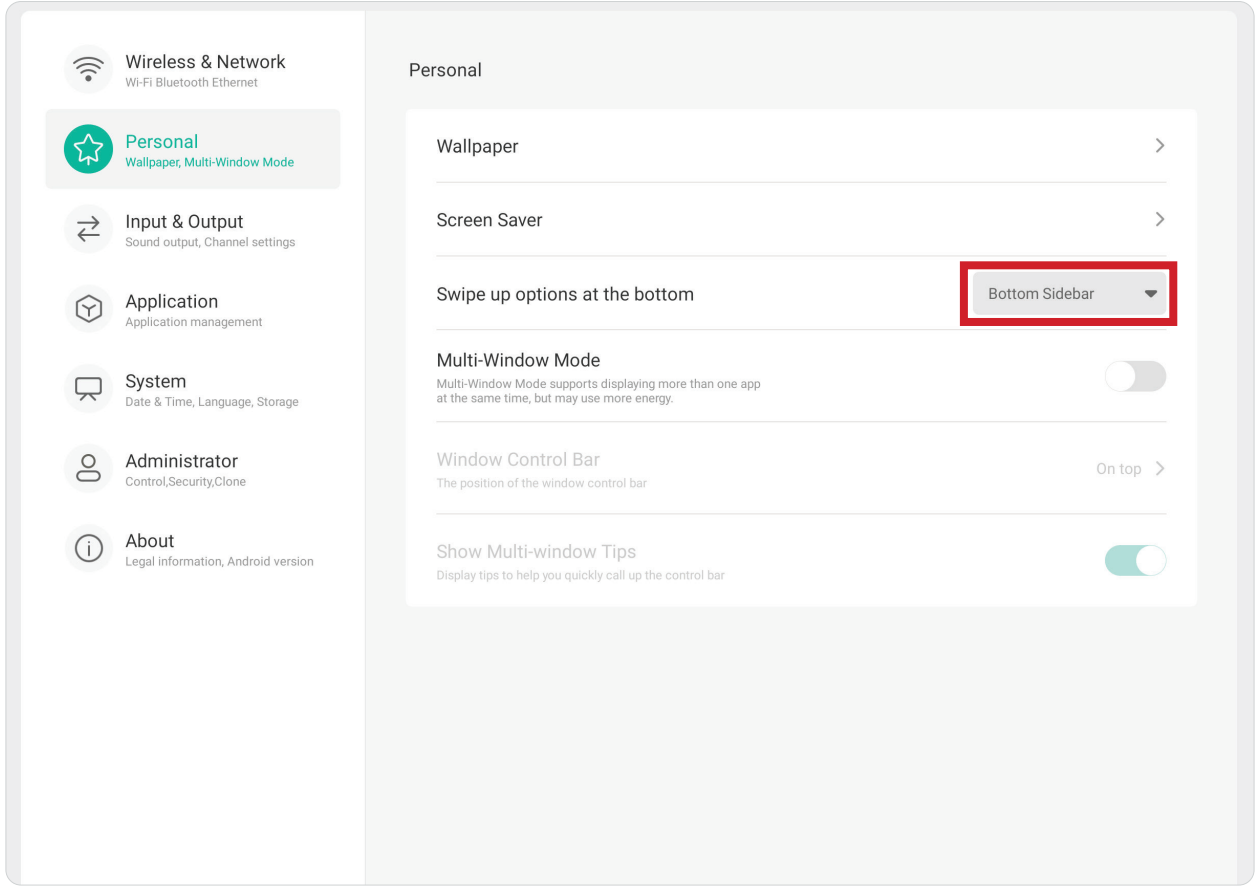 Wireless & Network
Wi-Fi Bluetooth Ethernet
Personal
Wallpaper, Multi-Window Mode
Input & Output
Sound output, Channel settings
Application
Application management
System
Date & Time, Language, Storage
Administrator
Control,Security,Clone
About
Legal information, Android version
Personal
Wallpaper
Screen Saver
Swipe up options at the bottom
Bottom Sidebar
Multi-Window Mode
Multi-Window Mode supports displaying more than one app
at the same time, but may use more energy.
Window Control Bar
The position of the window control bar
On top
Show Multi-window Tips
Display tips to help you quickly call up the control bar